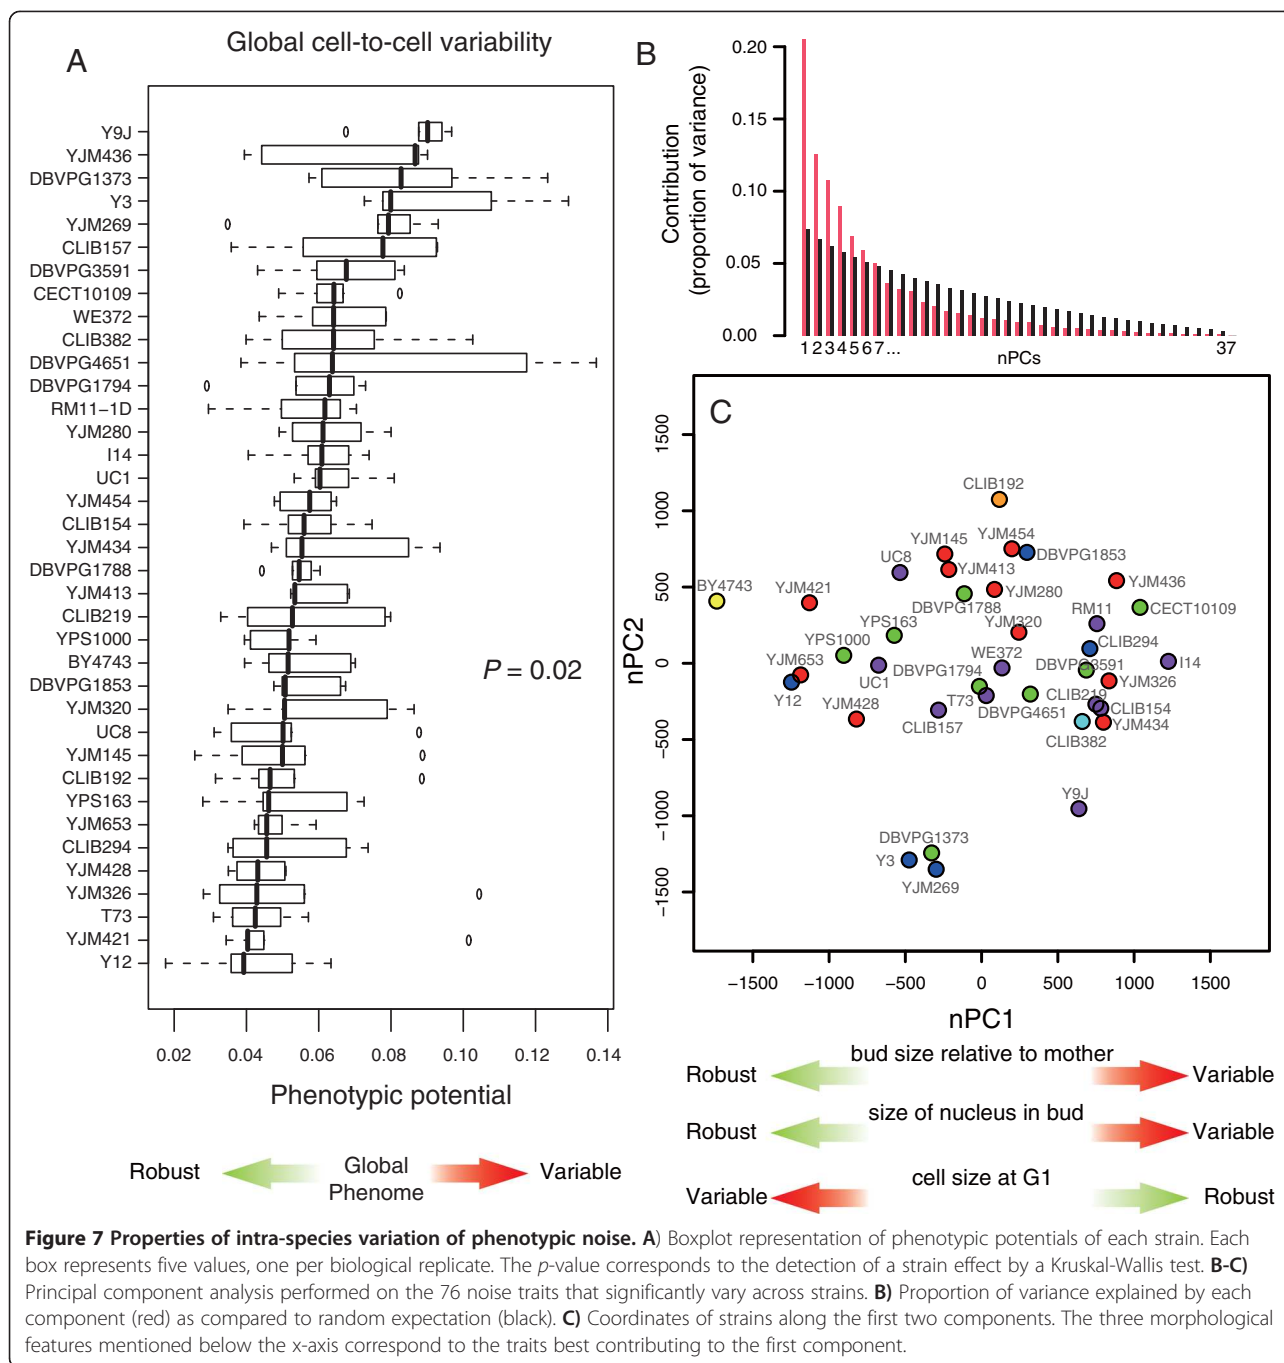 A
Global cell-to-cell variability
Y9J
YJM436
DBVPG1373
Y3
YJM269
CLIB157
DBVPG3591
CECT10109
WE372
CLIB382
DBVPG4651
DBVPG1794
RM11−1D
YJM280
I14
UC1
YJM454
CLIB154
YJM434
DBVPG1788
YJM413
CLIB219
YPS1000
BY4743
DBVPG1853
YJM320
UC8
YJM145
CLIB192
YPS163
YJM653
CLIB294
YJM428
YJM326
T73
YJM421
Y12
P = 0.02
0.02 0.04 0.06 0.08 0.10 0.12 0.14
Phenotypic potential
Robust Global Phenome Variable
B
Contribution
(proportion of variance)
0.20
0.15
0.10
0.05
0.00
1 2 3 4 5 6 7 ... nPCs 37
C
nPC2
1500
1000
500
0
−500
−1000
−1500
CLIB192
YJM145
YJM454
UC8
YJM413
DBVPG1853
BY4743
YJM421
YJM280
YJM436
DBVPG1788
CECT10109
YPS163
YJM320
RM11
YPS1000
CLIB294
YJM653
WE372
DBVPG3591
I14
UC1
DBVPG1794
YJM326
Y12
T73
CLIB219
YJM428
DBVPG4651
CLIB154
CLIB157
YJM434
CLIB382
Y9J
DBVPG1373
Y3
YJM269
−1500 −1000 −500 0 500 1000 1500
nPC1
bud size relative to mother
Robust Variable
size of nucleus in bud
Robust Variable
cell size at G1
Variable Robust
Figure 7 Properties of intra-species variation of phenotypic noise. A) Boxplot representation of phenotypic potentials of each strain. Each
box represents five values, one per biological replicate. The p-value corresponds to the detection of a strain effect by a Kruskal-Wallis test. B-C)
Principal component analysis performed on the 76 noise traits that significantly vary across strains. B) Proportion of variance explained by each
component (red) as compared to random expectation (black). C) Coordinates of strains along the first two components. The three morphological
features mentioned below the x-axis correspond to the traits best contributing to the first component.